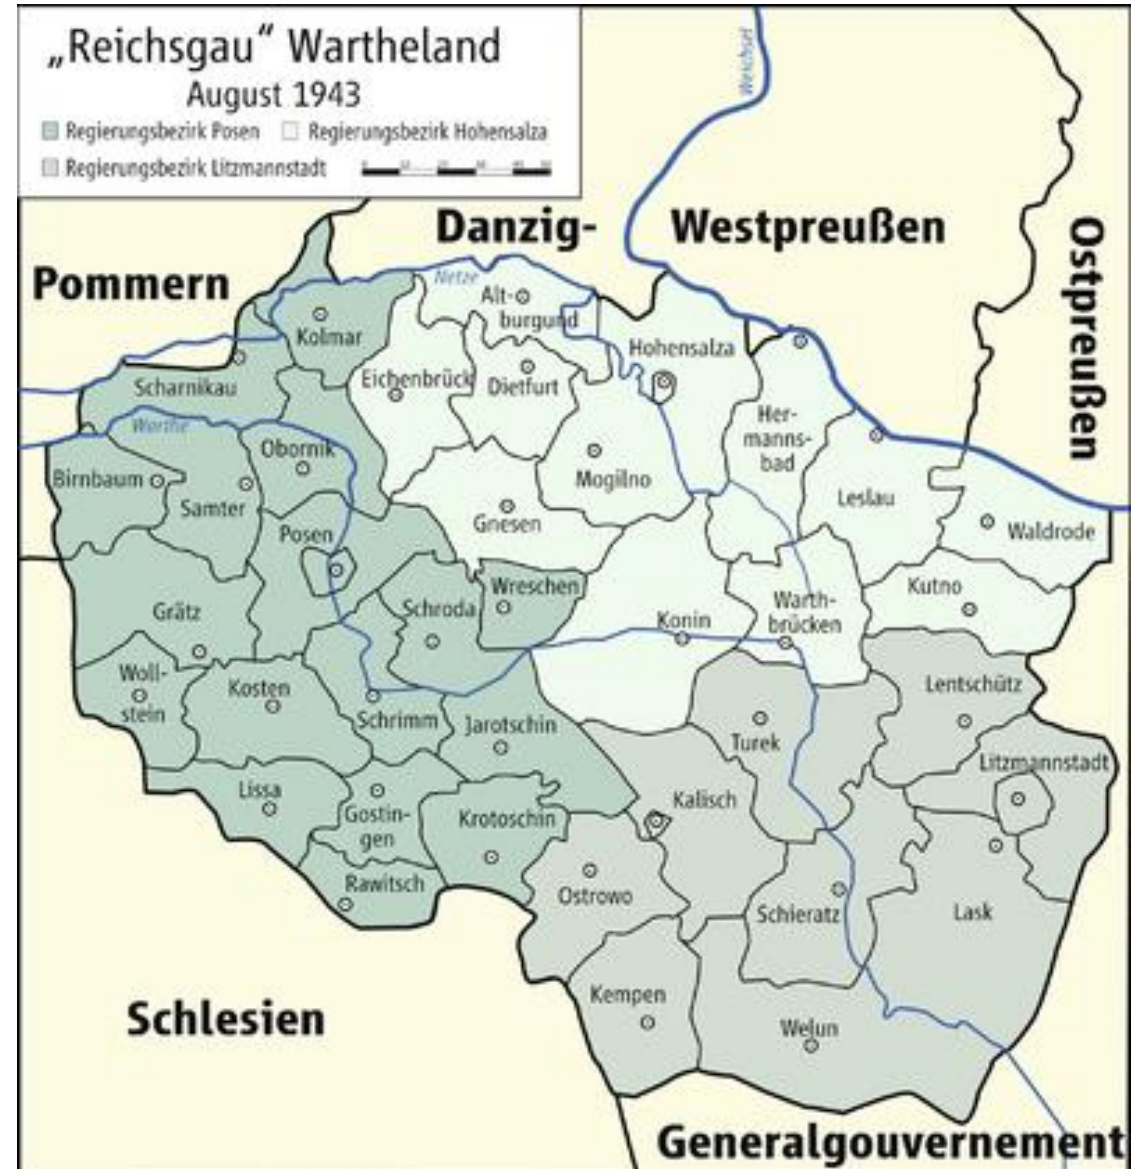 „Reichsgau“ Wartheland
August 1943
Regierungsbezirk Posen
Regierungsbezirk Hohensalza
Regierungsbezirk Litzmannstadt
Weichsel
Danzig-
Westpreußen
Ostpreußen
Pommern
Netze
Alt-
burgund
Kolmar
Hohensalza
Scharnikau
Eichenbrück
Dietfurt
Warthe
Her-
manns-
bad
Obornik
Birnbaum
Samter
Mogilno
Leslau
Gnesen
Waldrode
Posen
Wreschen
Kutno
Grätz
Schroda
Warth-
brücken
Konin
Woll-
stein
Kosten
Lentschütz
Schrimm
Jarotschin
Turek
Litzmannstadt
Lissa
Kalisch
Gostin-
gen
Krotoschin
Rawitsch
Ostrowo
Schieratz
Lask
Kempen
Schlesien
Welun
Generalgouvernement